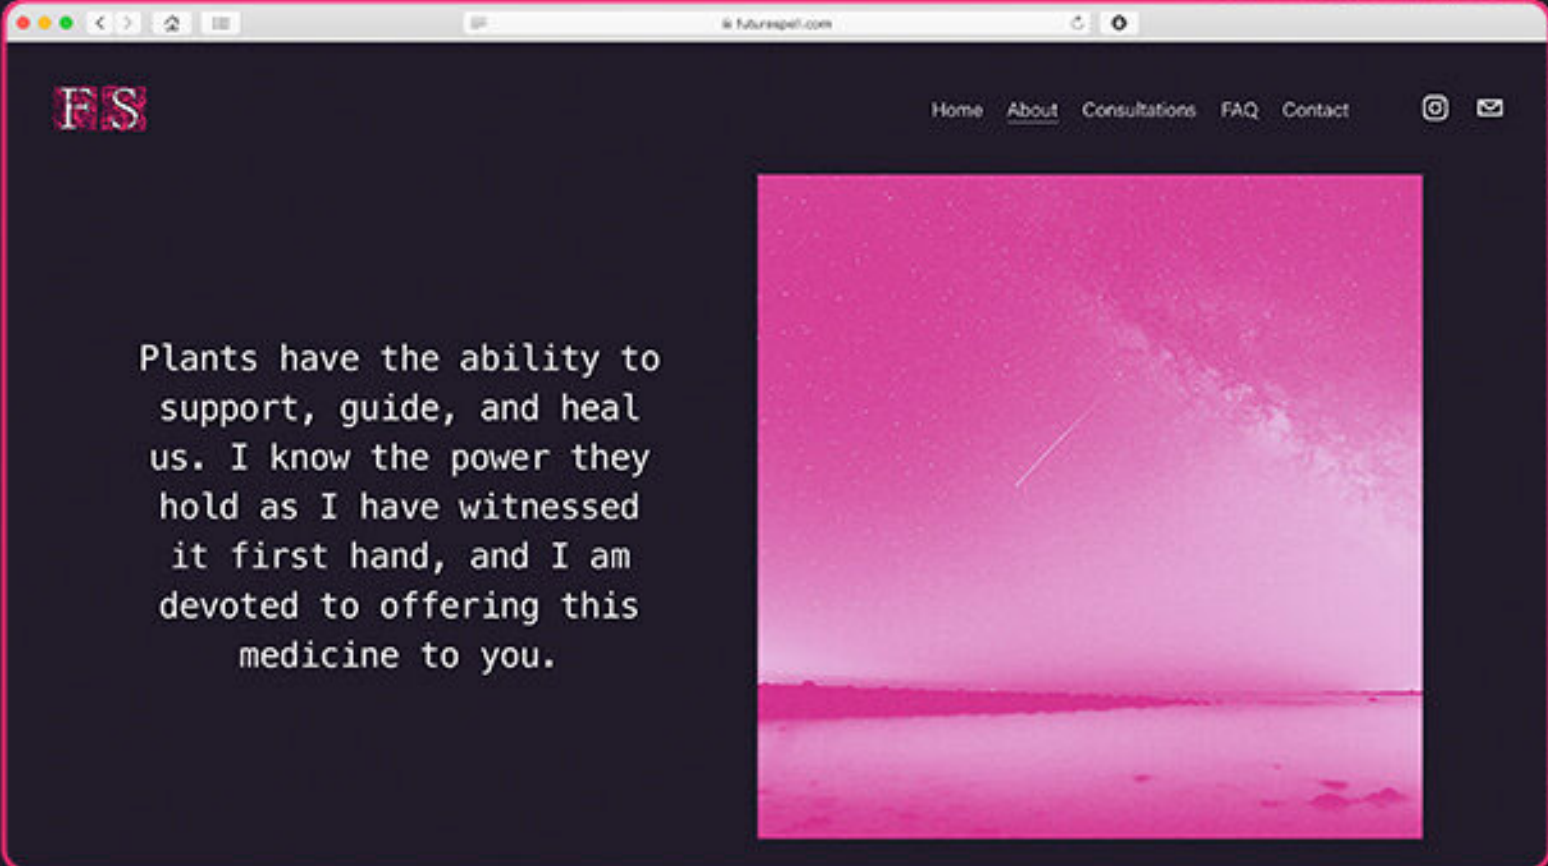 futurespell.com
FS
Home About Consultations FAQ Contact
Plants have the ability to
support, guide, and heal
us. I know the power they
hold as I have witnessed
it first hand, and I am
devoted to offering this
medicine to you.